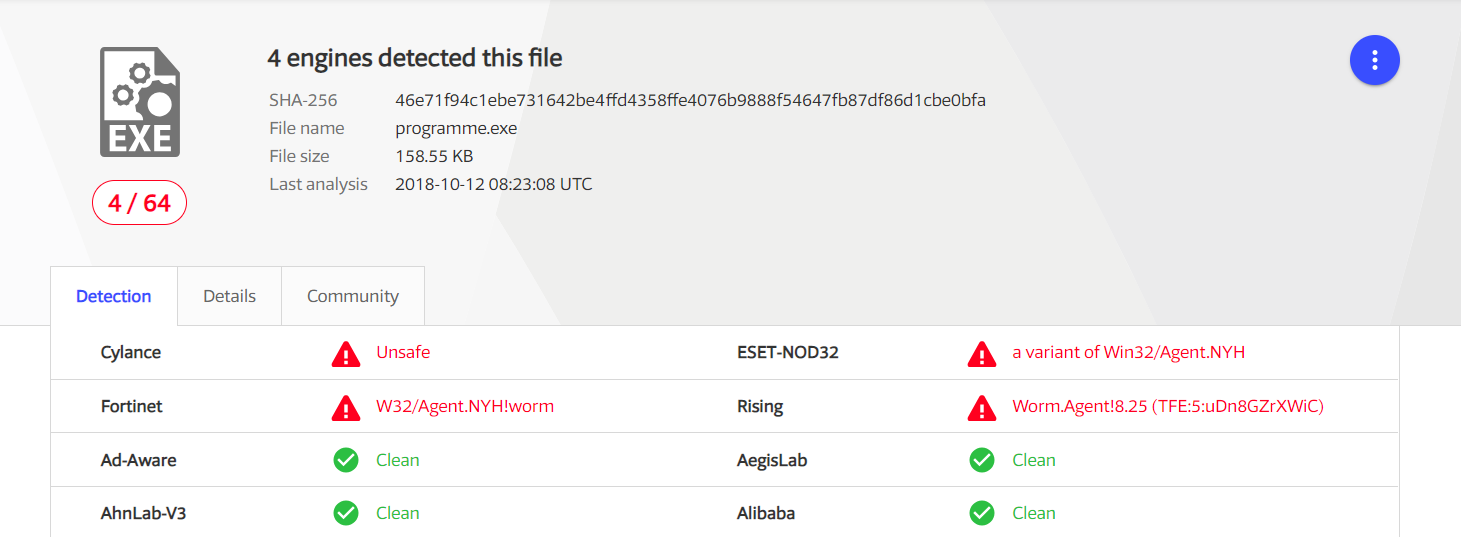 EXE
4 / 64
4 engines detected this file
SHA-256 46e71f94c1ebe731642be4ffd4358ffe4076b9888f54647fb87df86d1cbe0bfa
File name programme.exe
File size 158.55 KB
Last analysis 2018-10-12 08:23:08 UTC
Detection Details Community
Cylance Unsafe ESET-NOD32 a variant of Win32/Agent.NYH
Fortinet W32/Agent.NYH!worm Rising Worm.Agent!8.25 (TFE:5:uDn8GZrXWiC)
Ad-Aware Clean AegisLab Clean
AhnLab-V3 Clean Alibaba Clean